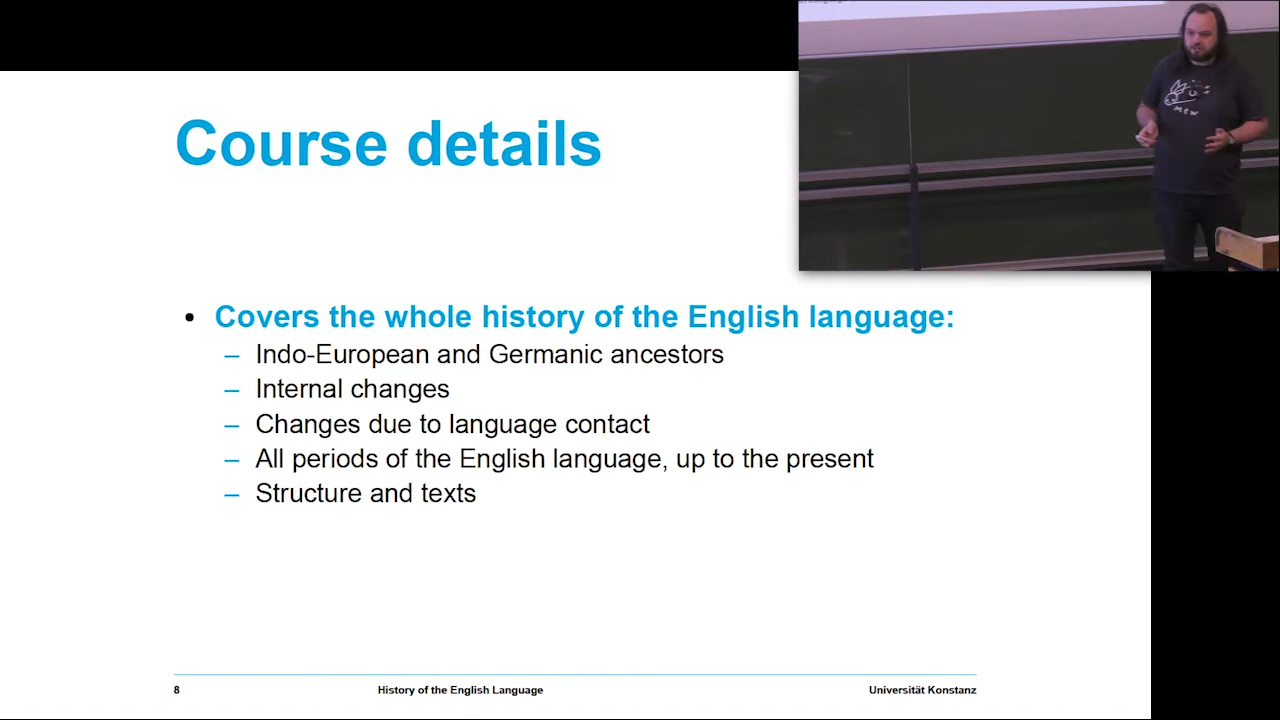 Course details
• Covers the whole history of the English language:
– Indo-European and Germanic ancestors
– Internal changes
– Changes due to language contact
– All periods of the English language, up to the present
– Structure and texts
8 History of the English Language Universität Konstanz
mew